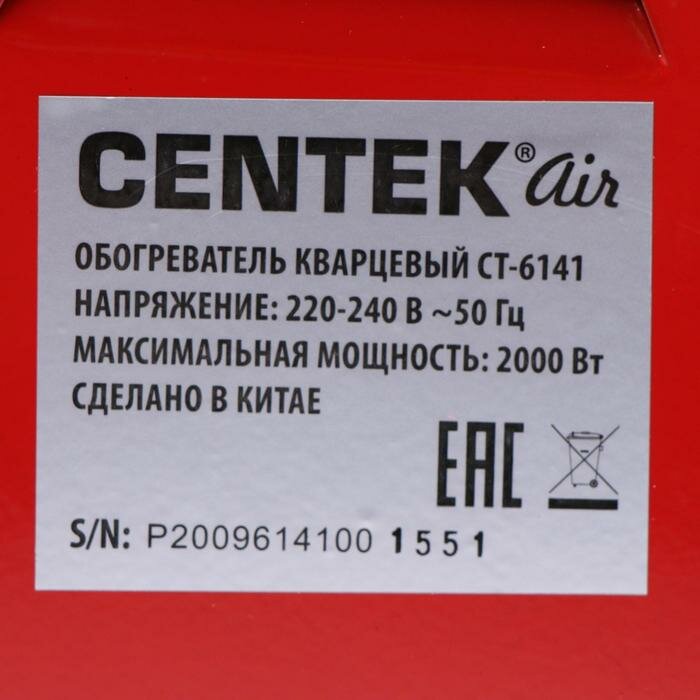 CENTEK® air
ОБОГРЕВАТЕЛЬ КВАРЦЕВЫЙ СТ-6141
НАПРЯЖЕНИЕ: 220-240 В ~50 Гц
МАКСИМАЛЬНАЯ МОЩНОСТЬ: 2000 Вт
СДЕЛАНО В КИТАЕ
EAC
S/N: P2009614100 1551